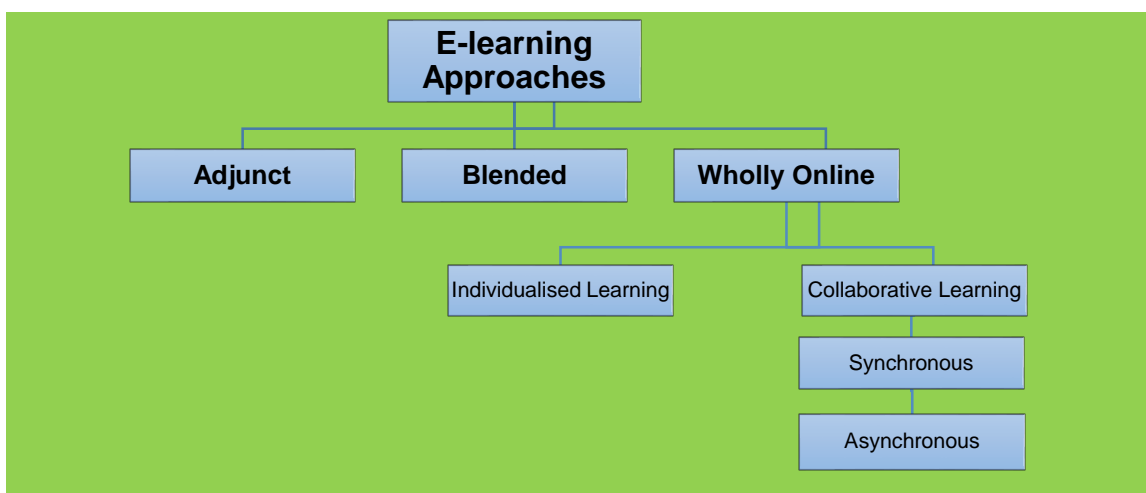 E-learning
Approaches
Adjunct
Blended
Wholly Online
Individualised Learning
Collaborative Learning
Synchronous
Asynchronous